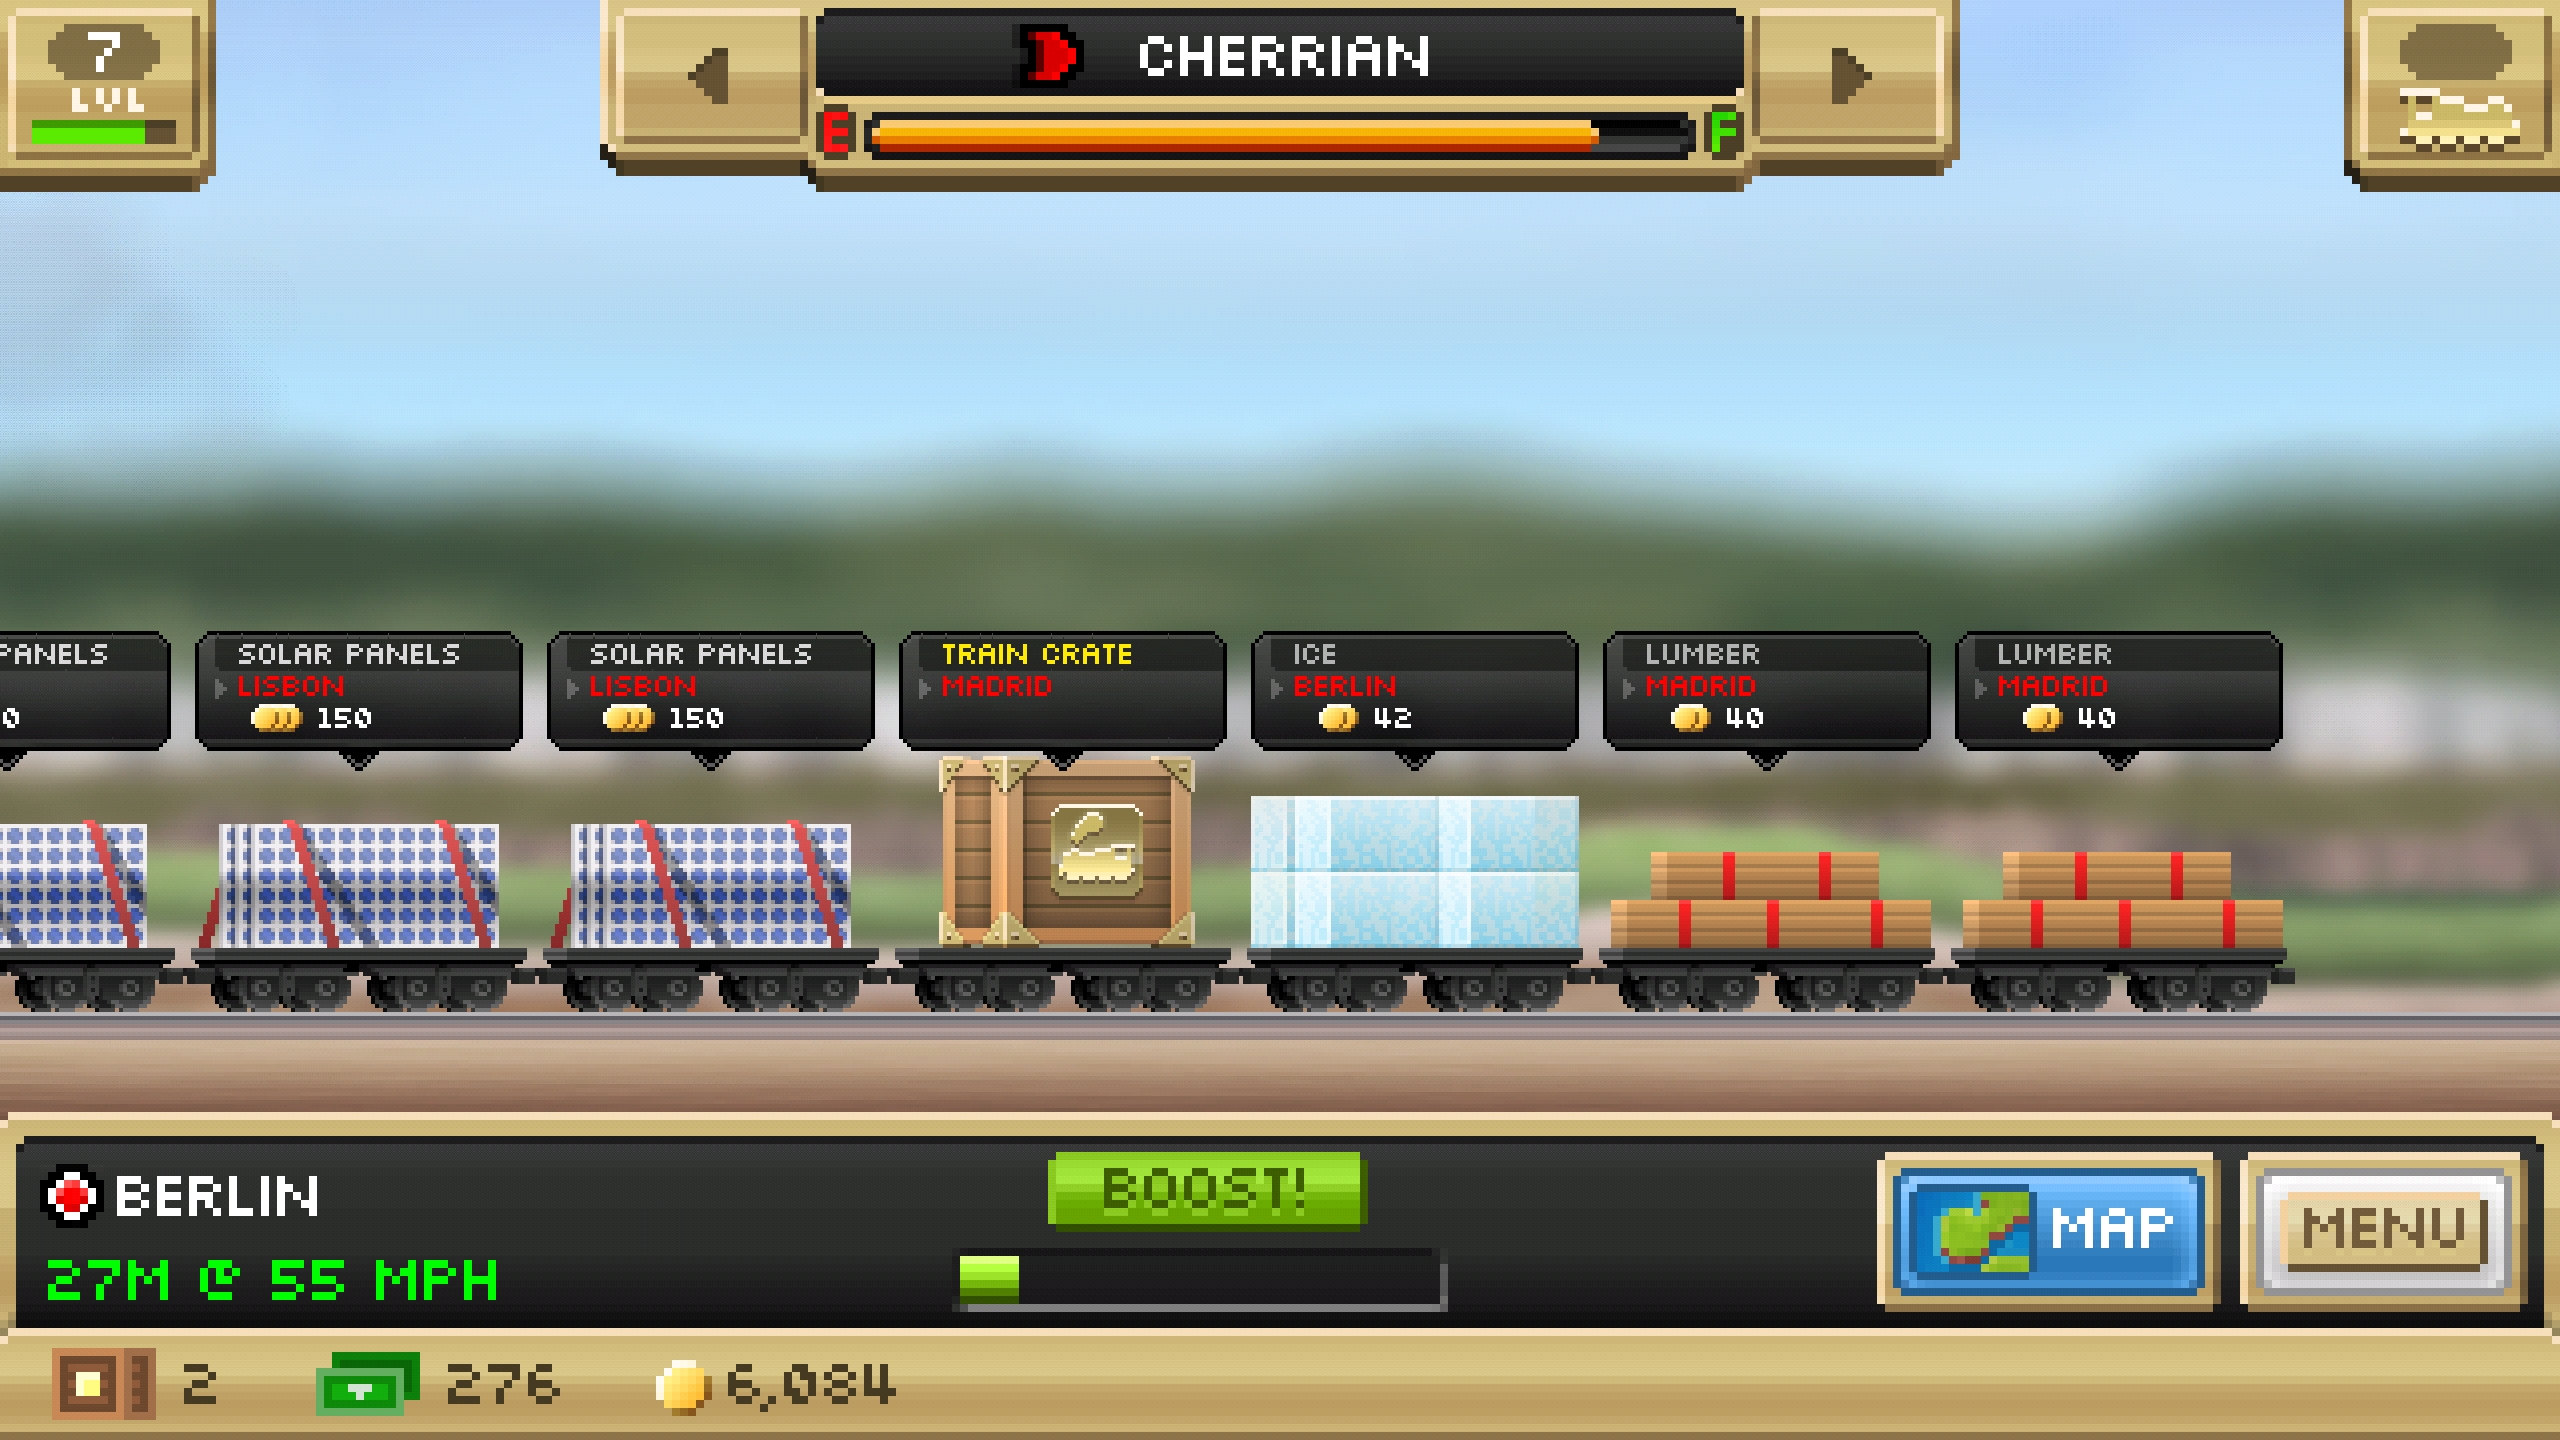 7
LVL
CHERRIAN
E
F
PANELS
0
SOLAR PANELS
LISBON
150
SOLAR PANELS
LISBON
150
TRAIN CRATE
MADRID
ICE
BERLIN
42
LUMBER
MADRID
40
LUMBER
MADRID
40
BERLIN
27M @ 55 MPH
BOOST!
MAP
MENU
2
276
6,084